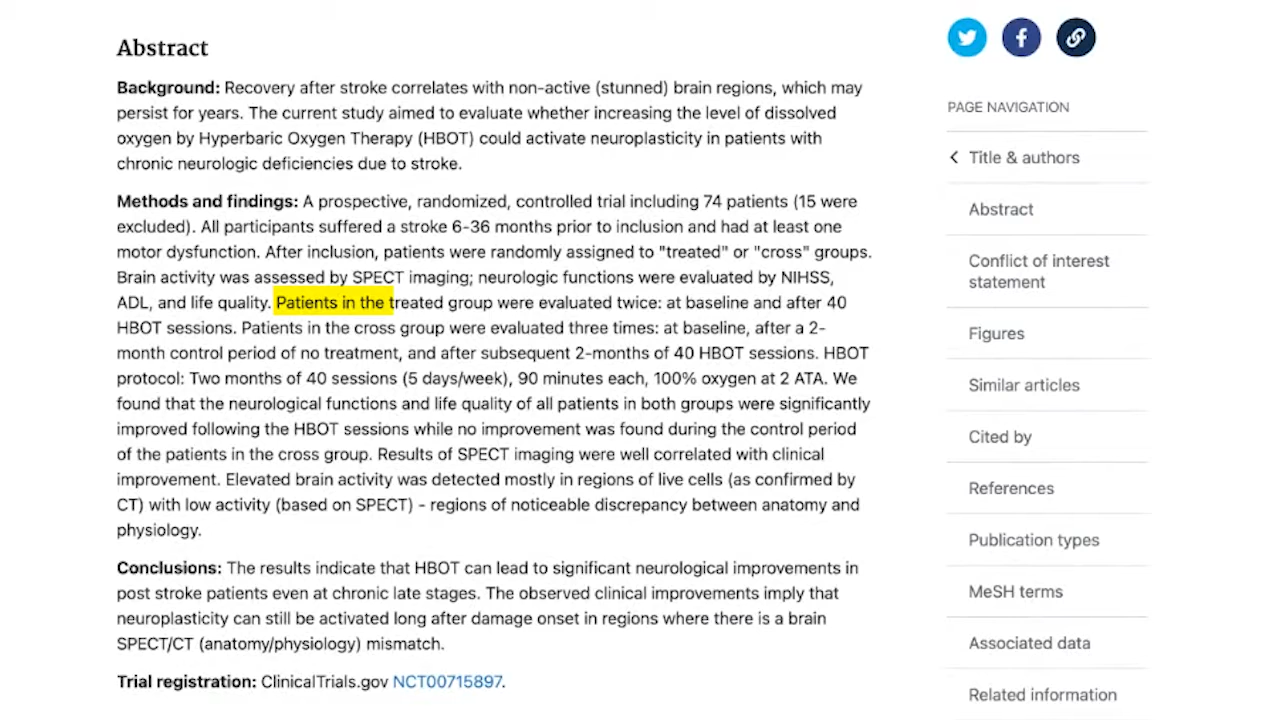 Abstract
Background: Recovery after stroke correlates with non-active (stunned) brain regions, which may
persist for years. The current study aimed to evaluate whether increasing the level of dissolved
oxygen by Hyperbaric Oxygen Therapy (HBOT) could activate neuroplasticity in patients with
chronic neurologic deficiencies due to stroke.
Methods and findings: A prospective, randomized, controlled trial including 74 patients (15 were
excluded). All participants suffered a stroke 6-36 months prior to inclusion and had at least one
motor dysfunction. After inclusion, patients were randomly assigned to "treated" or "cross" groups.
Brain activity was assessed by SPECT imaging; neurologic functions were evaluated by NIHSS,
ADL, and life quality. Patients in the treated group were evaluated twice: at baseline and after 40
HBOT sessions. Patients in the cross group were evaluated three times: at baseline, after a 2-
month control period of no treatment, and after subsequent 2-months of 40 HBOT sessions. HBOT
protocol: Two months of 40 sessions (5 days/week), 90 minutes each, 100% oxygen at 2 ATA. We
found that the neurological functions and life quality of all patients in both groups were significantly
improved following the HBOT sessions while no improvement was found during the control period
of the patients in the cross group. Results of SPECT imaging were well correlated with clinical
improvement. Elevated brain activity was detected mostly in regions of live cells (as confirmed by
CT) with low activity (based on SPECT) - regions of noticeable discrepancy between anatomy and
physiology.
Conclusions: The results indicate that HBOT can lead to significant neurological improvements in
post stroke patients even at chronic late stages. The observed clinical improvements imply that
neuroplasticity can still be activated long after damage onset in regions where there is a brain
SPECT/CT (anatomy/physiology) mismatch.
Trial registration: ClinicalTrials.gov NCT00715897.
PAGE NAVIGATION
Title & authors
Abstract
Conflict of interest
statement
Figures
Similar articles
Cited by
References
Publication types
MeSH terms
Associated data
Related information